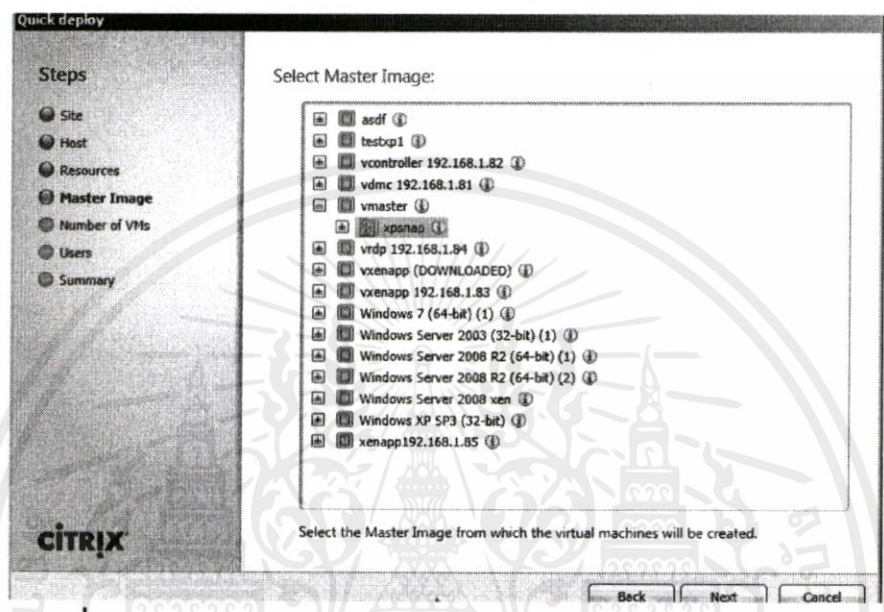 Quick deploy
Steps
Site
Host
Resources
Master Image
Number of VMs
Users
Summary
CITRIX
Select Master Image:
asdf
testxp1
vcontroller 192.168.1.82
vdmc 192.168.1.81
vmaster
xpsnap
vrdp 192.168.1.84
vxenapp (DOWNLOADED)
vxenapp 192.168.1.83
Windows 7 (64-bit) (1)
Windows Server 2003 (32-bit) (1)
Windows Server 2008 R2 (64-bit) (1)
Windows Server 2008 R2 (64-bit) (2)
Windows Server 2008 xen
Windows XP SP3 (32-bit)
xenapp192.168.1.85
Select the Master Image from which the virtual machines will be created.
Back Next Cancel